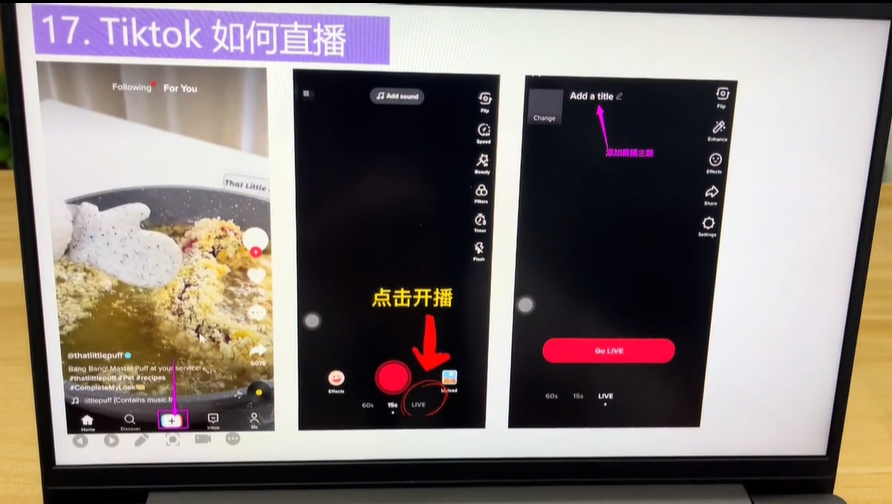 17. Tiktok 如何直播
Following For You
That Little
@thatlittlepuff
Bang Bang! Master Puff at your service!
#thatlittlepuff #Pet #recipes
#CompleteMyLook
littlepuff (Contains music fr
Home
Discover
Inbox
Me
Add sound
Flip
Speed
Beauty
Filters
Timer
Flash
点击开播
Effects
Upload
60s 15s LIVE
Change
Add a title
添加直播主题
Flip
Enhance
Effects
Share
Settings
Go LIVE
60s 15s LIVE